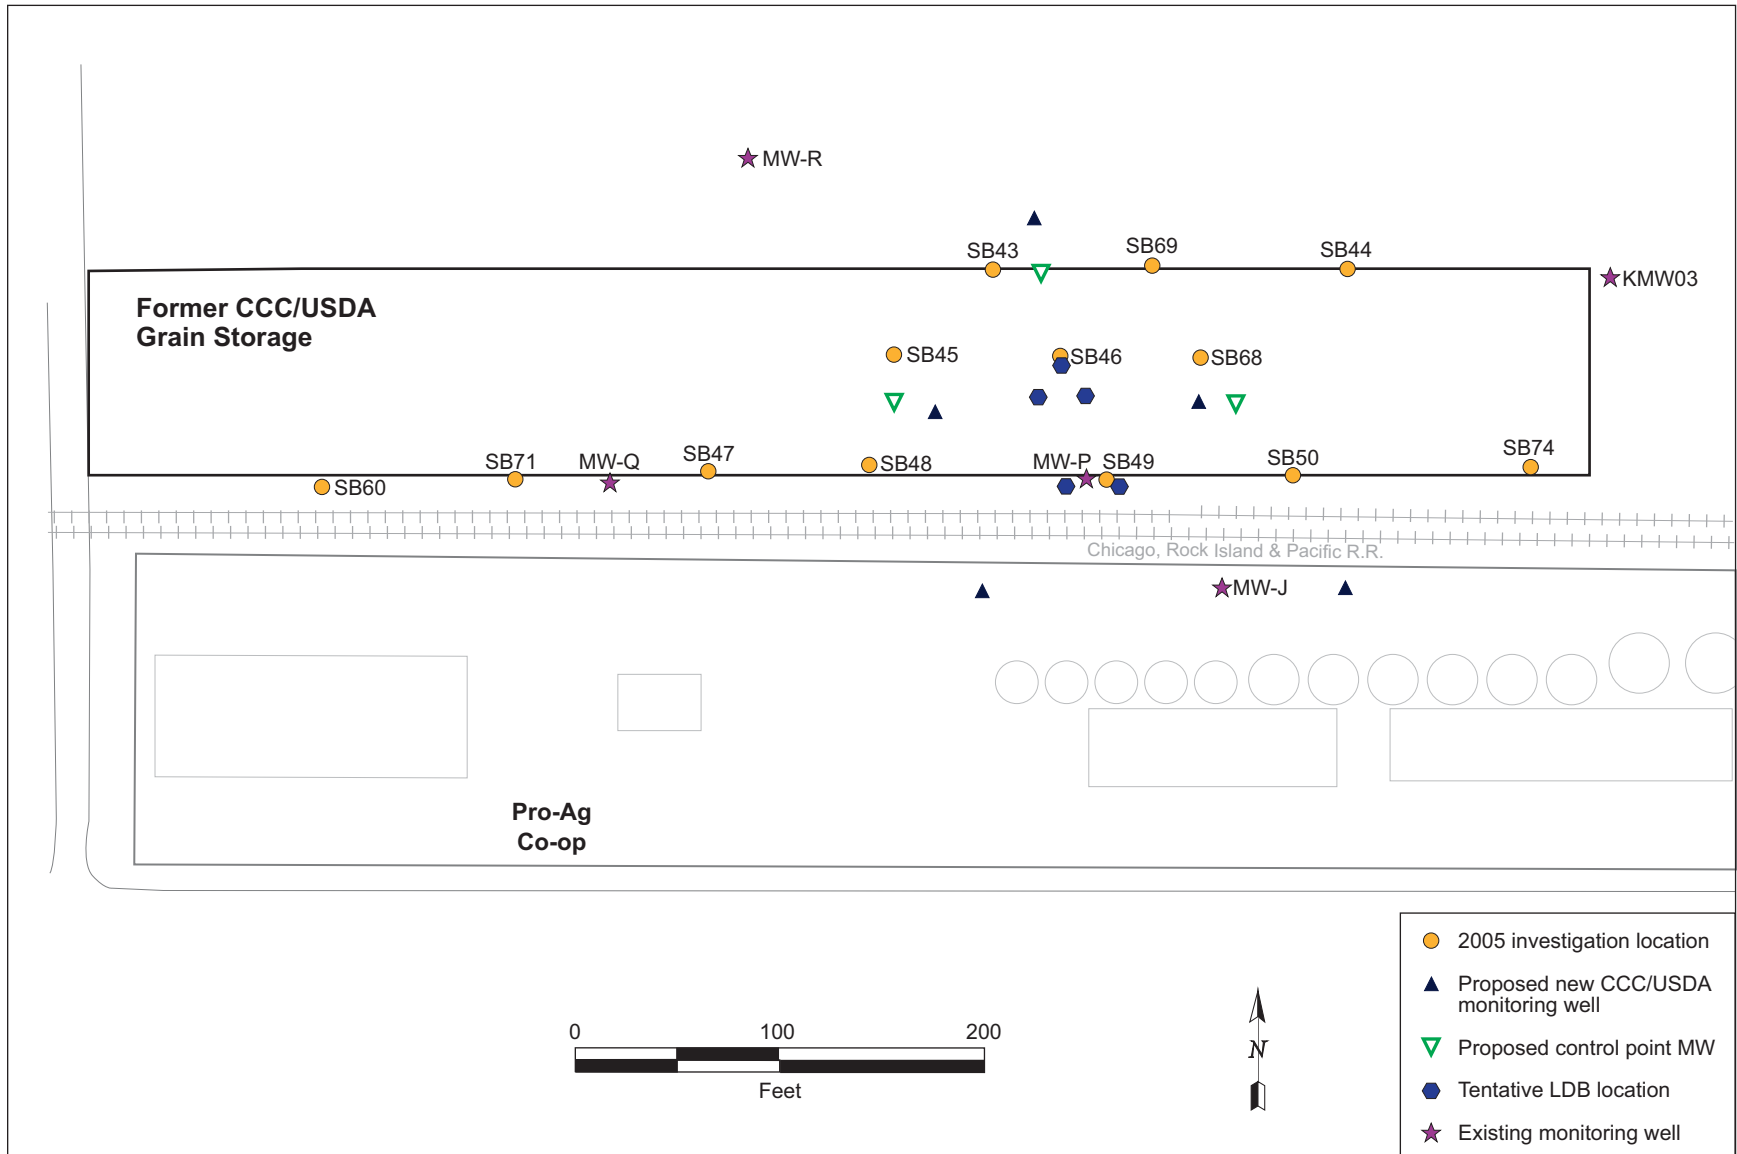 MW-R
SB43
SB69
SB44
KMW03
Former CCC/USDA
Grain Storage
SB45
SB46
SB68
SB71
MW-Q
SB47
SB48
MW-P
SB49
SB50
SB74
SB60
Chicago, Rock Island & Pacific R.R.
MW-J
Pro-Ag
Co-op
0
100
200
Feet
N
2005 investigation location
Proposed new CCC/USDA
monitoring well
Proposed control point MW
Tentative LDB location
Existing monitoring well